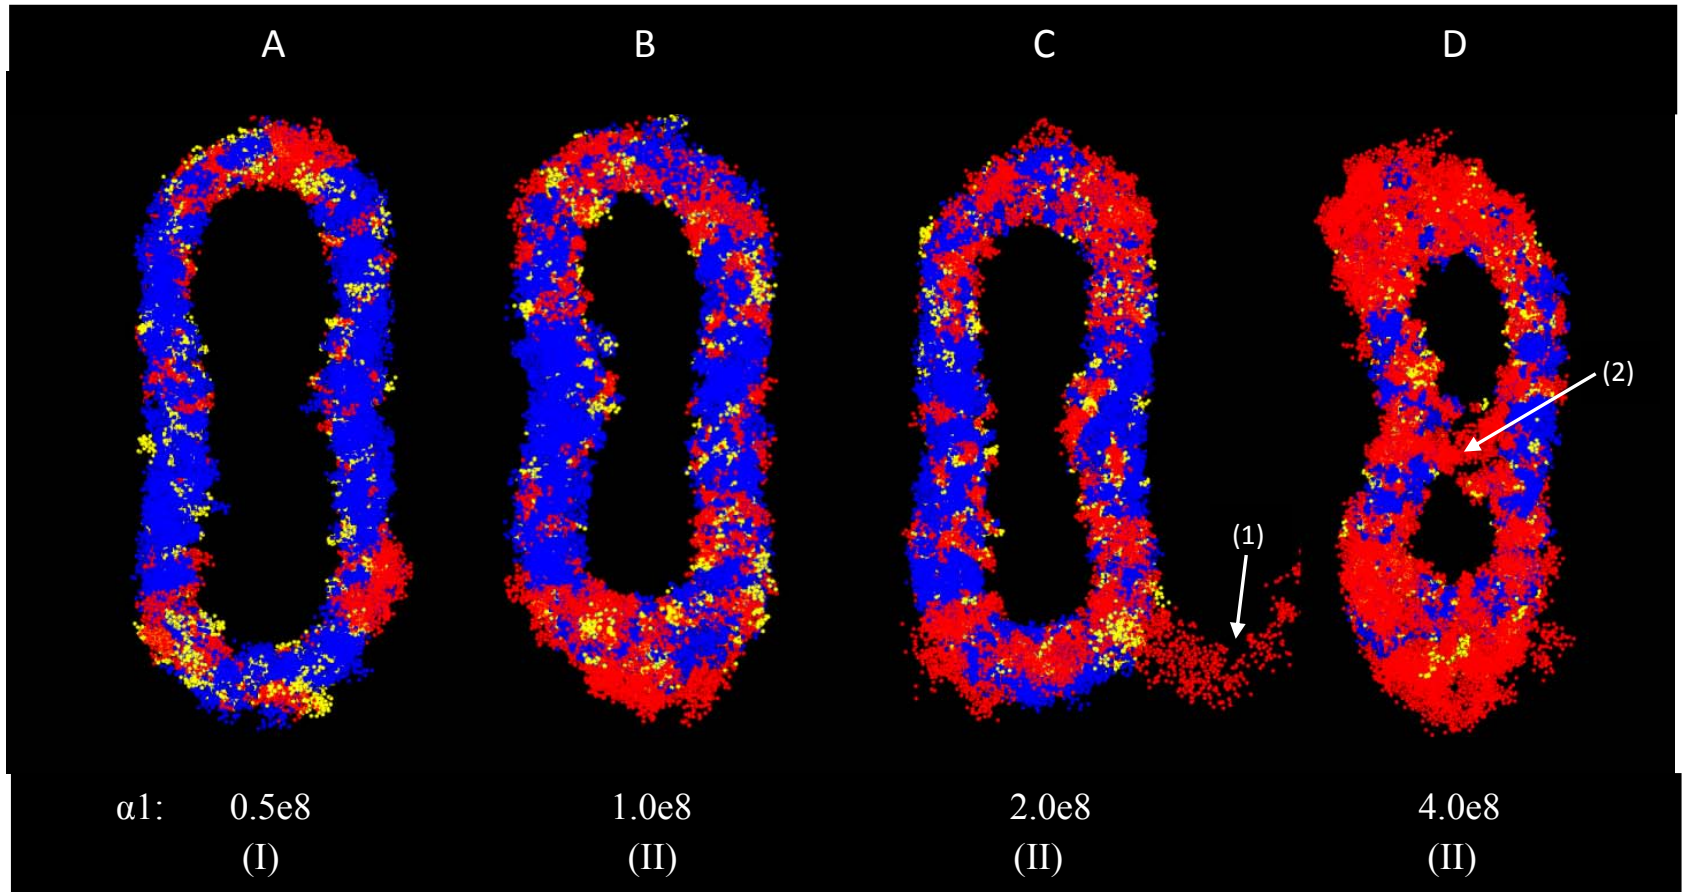 A B C D
(2)
(1)
α1: 0.5e8 1.0e8 2.0e8 4.0e8
(I) (II) (II) (II)